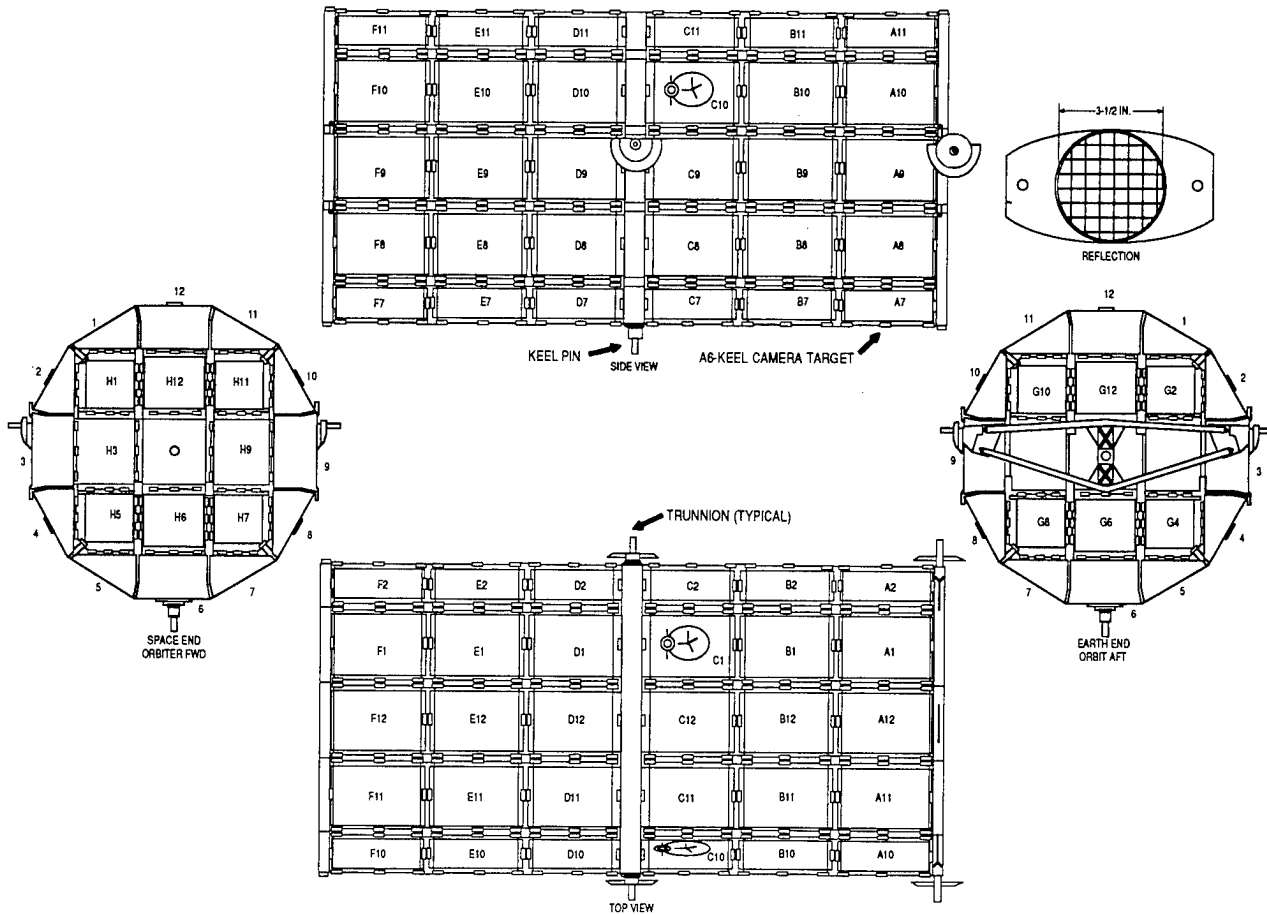 F11 E11 D11 C11 B11 A11
F10 E10 D10 C10 B10 A10
F9 E9 D9 C9 B9 A9
F8 E8 D8 C8 B8 A8
F7 E7 D7 C7 B7 A7
KEEL PIN
SIDE VIEW
A6-KEEL CAMERA TARGET
3-1/2 IN.
REFLECTION
12
1 11
2 10
H1 H12 H11
H3 H9
3 9
H5 H6 H7
4 8
5 7
6
SPACE END
ORBITER FWD
12
11 1
10 2
G10 G12 G2
9 3
G8 G6 G4
8 4
7 5
6
EARTH END
ORBIT AFT
TRUNNION (TYPICAL)
F2 E2 D2 C2 B2 A2
F1 E1 D1 C1 B1 A1
F12 E12 D12 C12 B12 A12
F11 E11 D11 C11 B11 A11
F10 E10 D10 C10 B10 A10
TOP VIEW